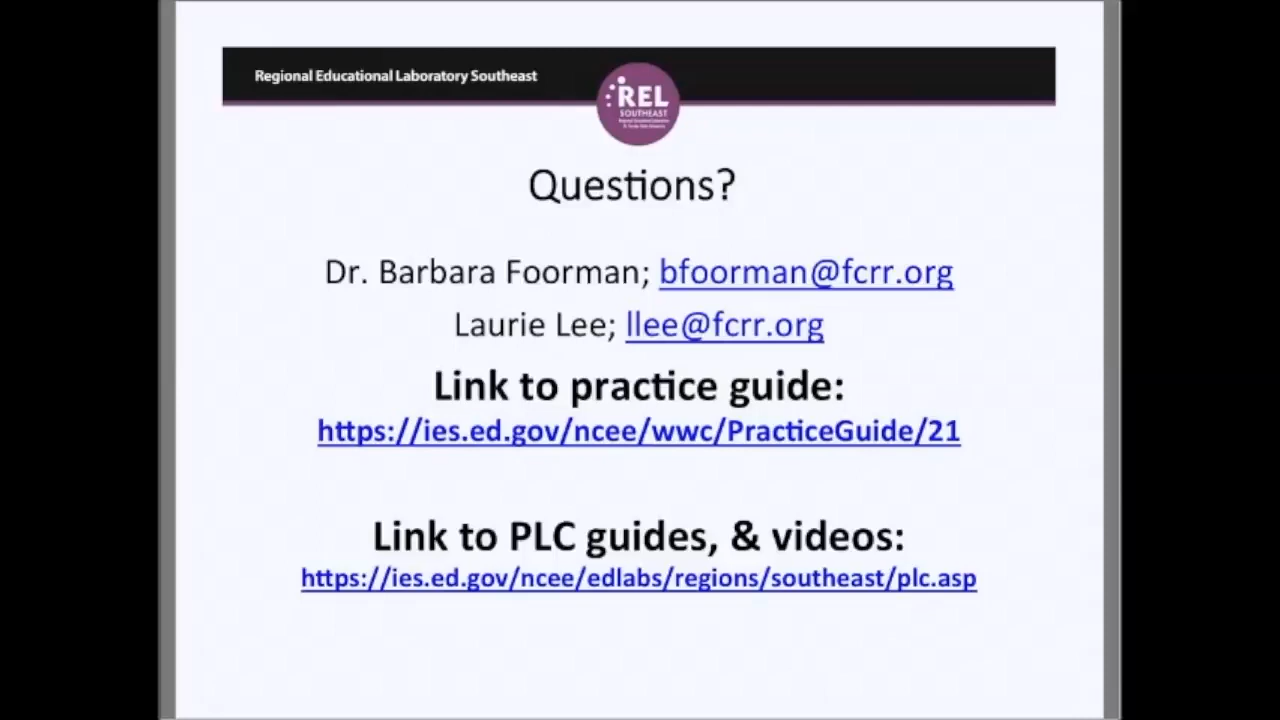 Regional Educational Laboratory Southeast
REL
SOUTHEAST
Questions?
Dr. Barbara Foorman; bfoorman@fcrr.org
Laurie Lee; llee@fcrr.org
Link to practice guide:
https://ies.ed.gov/ncee/wwc/PracticeGuide/21
Link to PLC guides, & videos:
https://ies.ed.gov/ncee/edlabs/regions/southeast/plc.asp